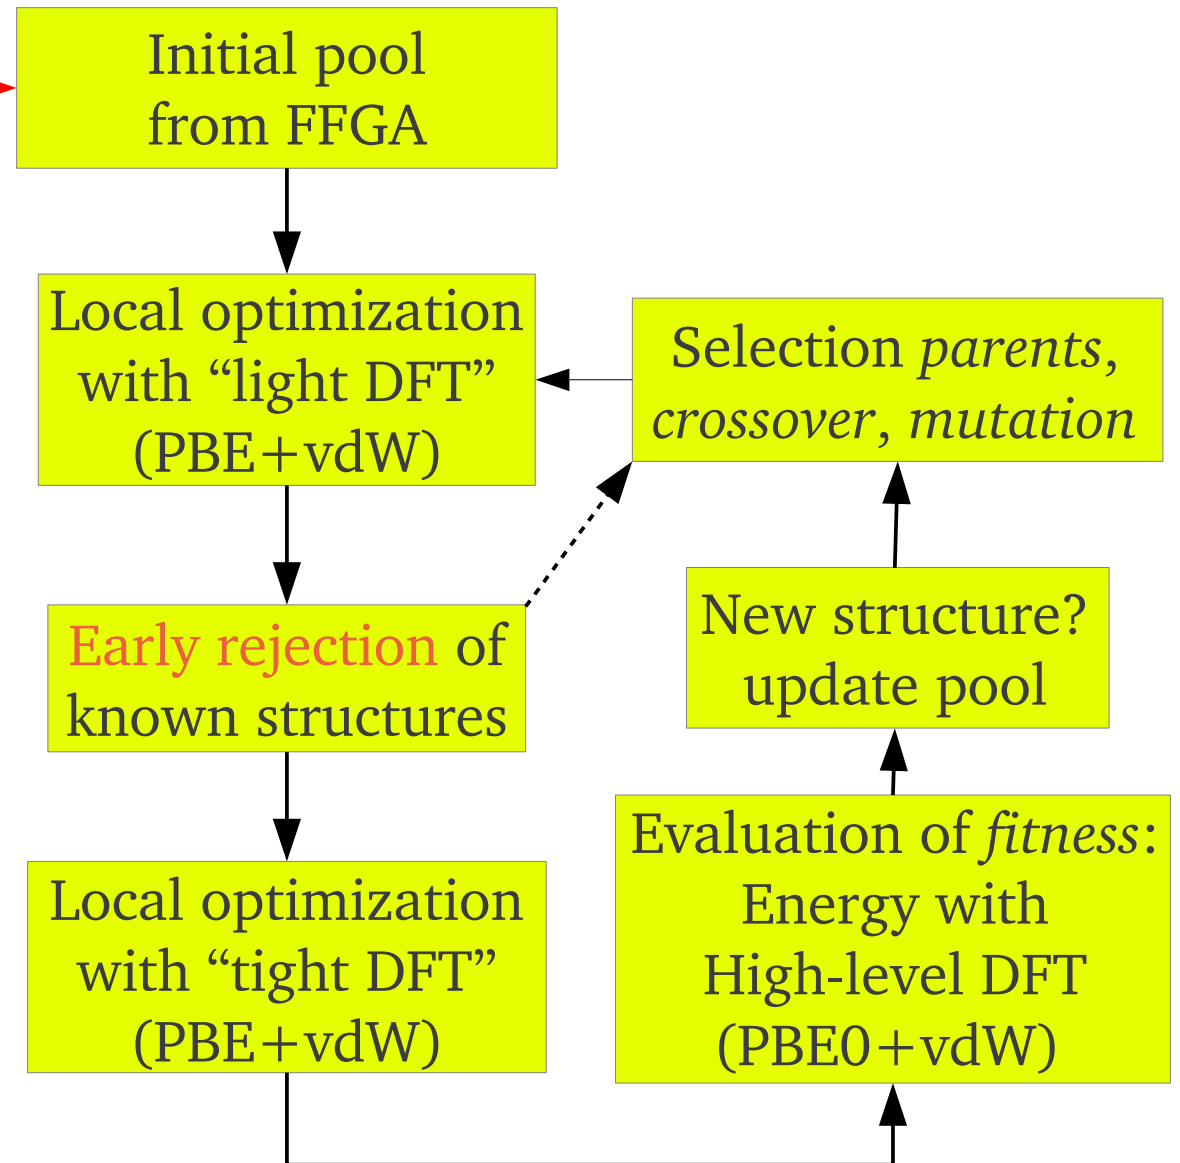 Initial pool
from FFGA
Local optimization
with “light DFT”
(PBE+vdW)
Selection parents,
crossover, mutation
Early rejection of
known structures
New structure?
update pool
Local optimization
with “tight DFT”
(PBE+vdW)
Evaluation of fitness:
Energy with
High-level DFT
(PBE0+vdW)